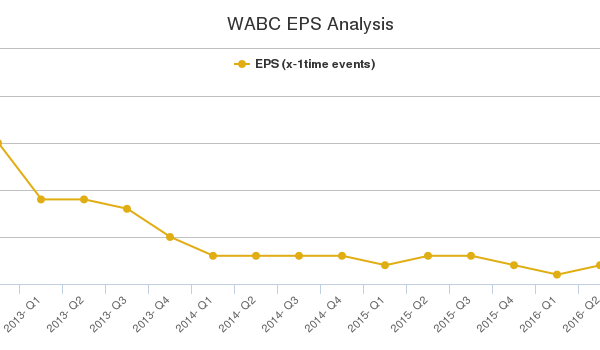 WABC EPS Analysis
EPS (x-1time events)
2013- Q1
2013- Q2
2013- Q3
2013- Q4
2014- Q1
2014- Q2
2014- Q3
2014- Q4
2015- Q1
2015- Q2
2015- Q3
2015- Q4
2016- Q1
2016- Q2